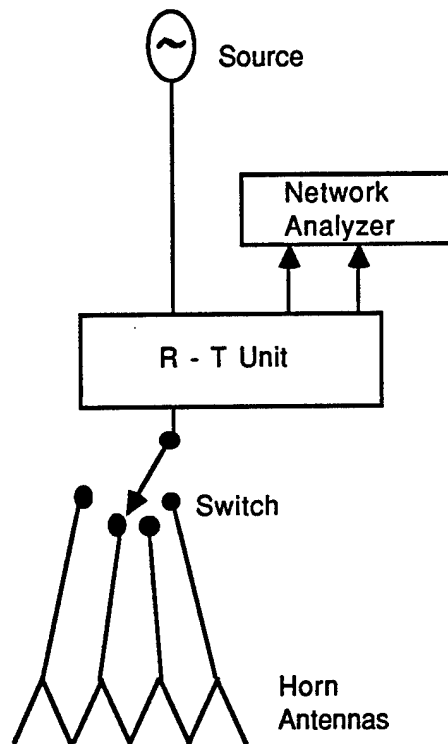 Source
Network
Analyzer
R - T Unit
Switch
Horn
Antennas